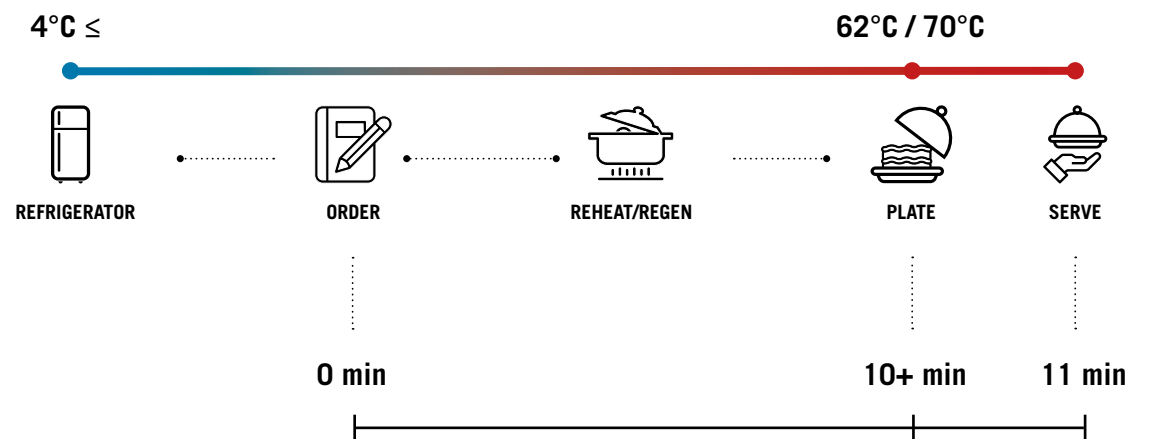 4°C ≤
62°C / 70°C
REFRIGERATOR
ORDER
REHEAT/REGEN
PLATE
SERVE
0 min
10+ min
11 min